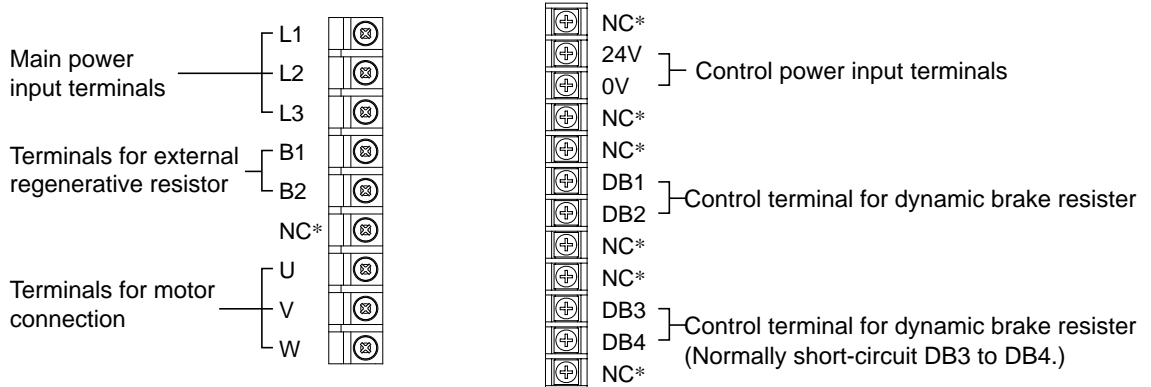 L1
Main power
input terminals
L2
L3
Terminals for external
regenerative resistor
B1
B2
NC*
Terminals for motor
connection
U
V
W
NC*
24V
0V
Control power input terminals
NC*
NC*
DB1
DB2
Control terminal for dynamic brake resister
NC*
NC*
DB3
DB4
Control terminal for dynamic brake resister
(Normally short-circuit DB3 to DB4.)
NC*